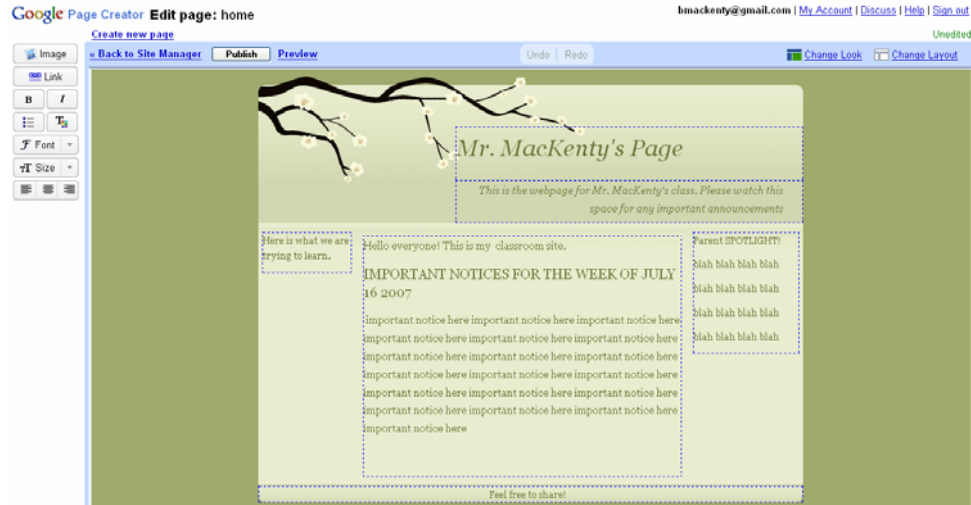 Google Page Creator Edit page: home
bmackenty@gmail.com | My Account | Discuss | Help | Sign out
Create new page
Unedited
« Back to Site Manager Publish Preview
Undo | Redo
Change Look Change Layout
Image
Link
B I
T
F Font
T Size
Mr. MacKenty's Page
This is the webpage for Mr. MacKenty's class. Please watch this
space for any important announcements
Here is what we are
trying to learn.
Hello everyone! This is my classroom site.
IMPORTANT NOTICES FOR THE WEEK OF JULY
16 2007
important notice here important notice here important notice here
important notice here important notice here important notice here
important notice here important notice here important notice here
important notice here important notice here important notice here
important notice here important notice here important notice here
important notice here important notice here important notice here
important notice here
Parent SPOTLIGHT!
blah blah blah blah
blah blah blah blah
blah blah blah blah
blah blah blah blah
Feel free to share!